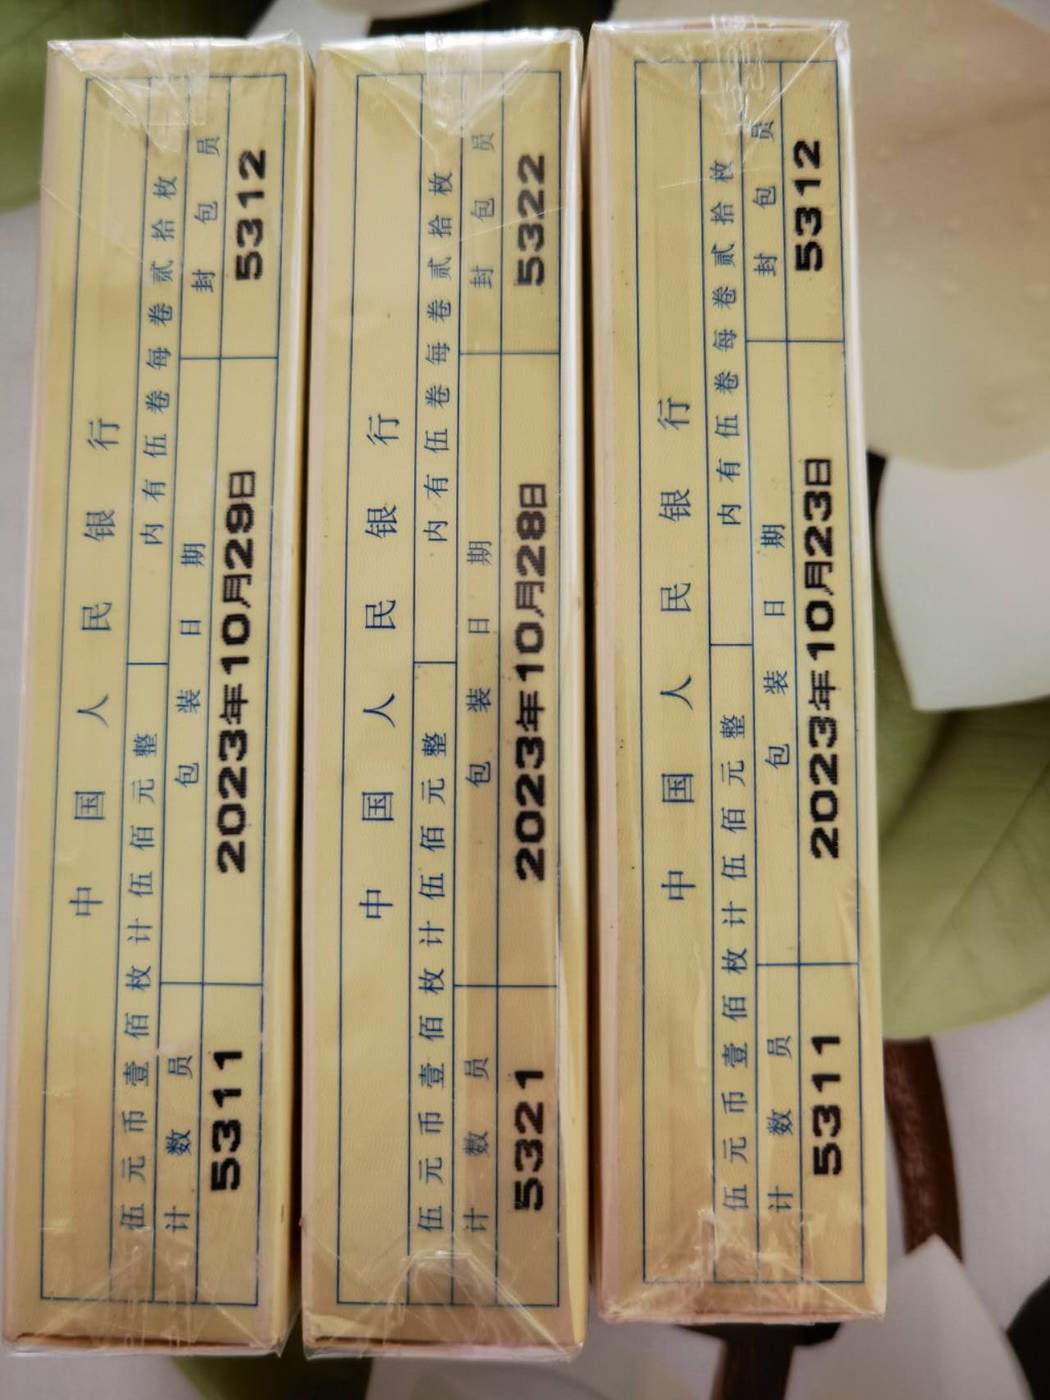 中国人民银行
伍元币壹佰枚计伍佰元整 内有伍卷每卷贰拾枚
计数员 包装日期 封包员
5311 2023年10月29日 5312
中国人民银行
伍元币壹佰枚计伍佰元整 内有伍卷每卷贰拾枚
计数员 包装日期 封包员
5321 2023年10月28日 5322
中国人民银行
伍元币壹佰枚计伍佰元整 内有伍卷每卷贰拾枚
计数员 包装日期 封包员
5311 2023年10月23日 5312